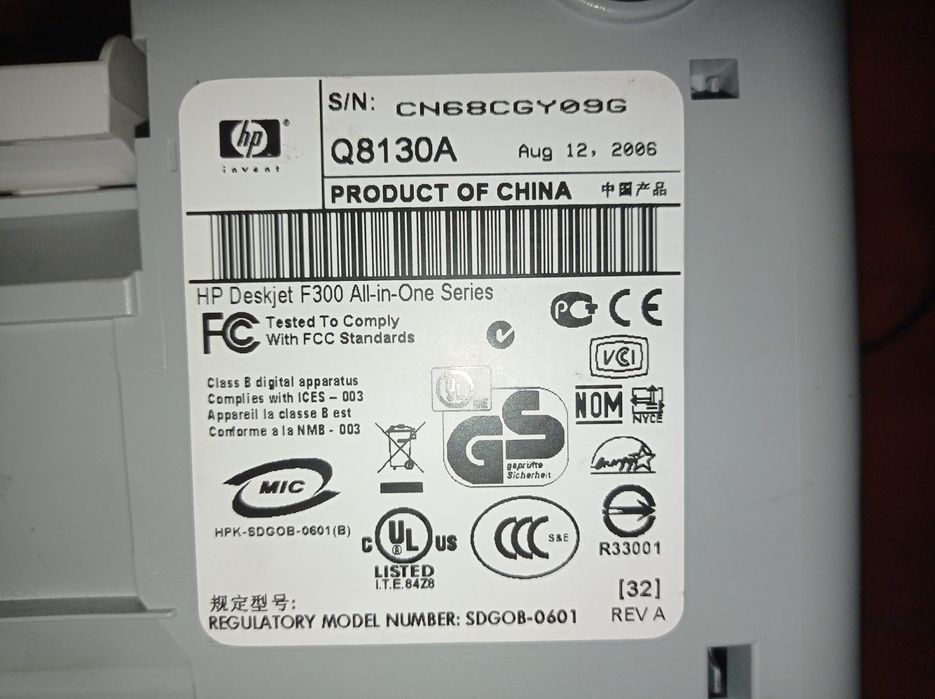 hp
®
invent
S/N: CN68CGY09G
Q8130A Aug 12, 2006
PRODUCT OF CHINA 中国产品
HP Deskjet F300 All-in-One Series
FC Tested To Comply
With FCC Standards
PCT CE
VCI
Class B digital apparatus
Complies with ICES – 003
Appareil la classe B est
Conforme a la NMB - 003
UL
GS
geprüfte
Sicherheit
NOM NYCE
energy
MIC
HPK-SDGOB-0601(B)
C UL ® US
LISTED
I.T.E.84Z8
CCC S&E
R33001
[32]
规定型号:
REGULATORY MODEL NUMBER: SDGOB-0601 REV A